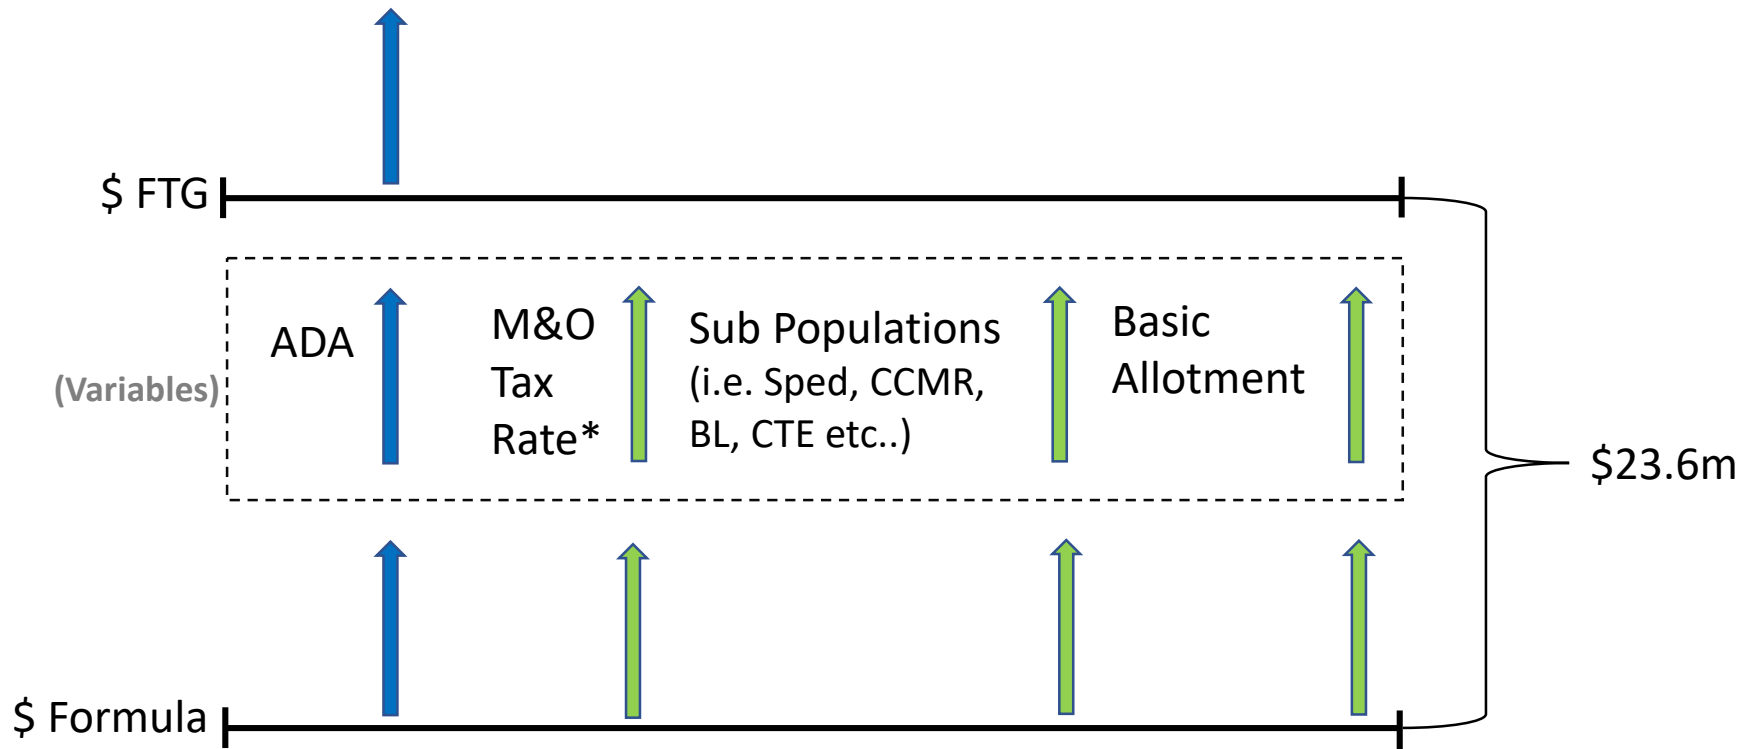 $ FTG
ADA
M&O
Tax
Rate*
Sub Populations
(i.e. Sped, CCMR,
BL, CTE etc..)
Basic
Allotment
(Variables)
$23.6m
$ Formula